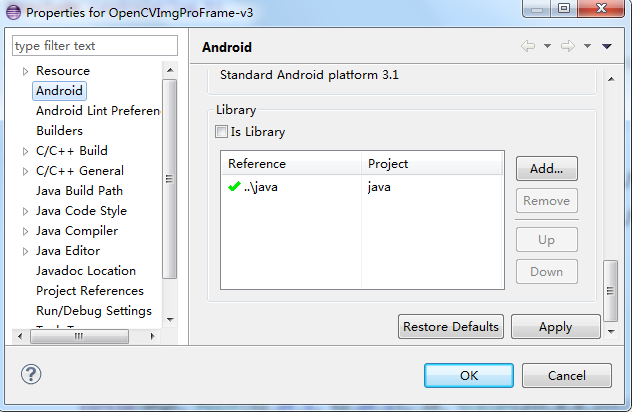 Properties for OpenCVImgProFrame-v3
type filter text
Resource
Android
Android Lint Preferen
Builders
C/C++ Build
C/C++ General
Java Build Path
Java Code Style
Java Compiler
Java Editor
Javadoc Location
Project References
Run/Debug Settings
Android
Standard Android platform 3.1
Library
Is Library
Reference Project
..\java java
Add...
Remove
Up
Down
Restore Defaults Apply
? OK Cancel